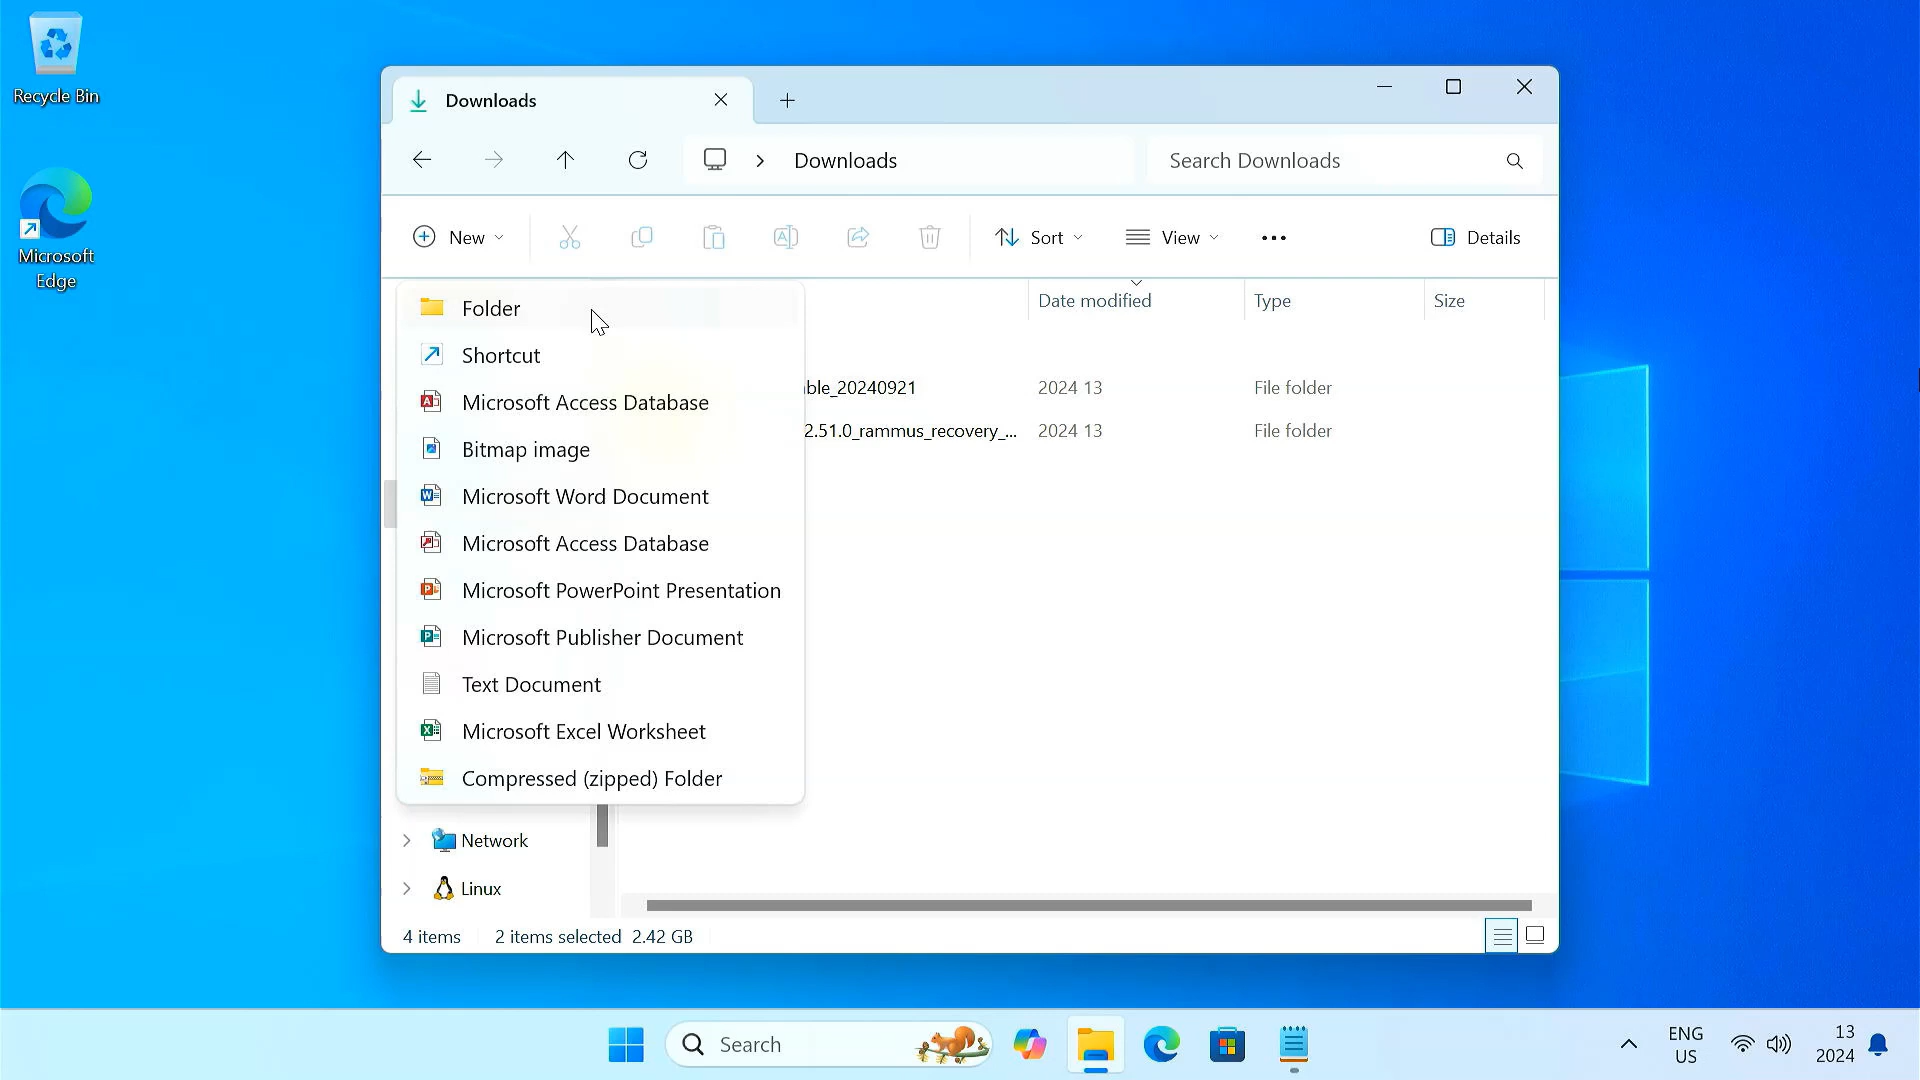 Recycle Bin
Microsoft
Edge
Downloads
Downloads
Search Downloads
New
Sort
View
Details
Date modified
Type
Size
Folder
Shortcut
Microsoft Access Database
Bitmap image
Microsoft Word Document
Microsoft Access Database
Microsoft PowerPoint Presentation
Microsoft Publisher Document
Text Document
Microsoft Excel Worksheet
Compressed (zipped) Folder
ble_20240921 2024 13 File folder
2.51.0_rammus_recovery_... 2024 13 File folder
Network
Linux
4 items 2 items selected 2.42 GB
Search
ENG
US
13
2024